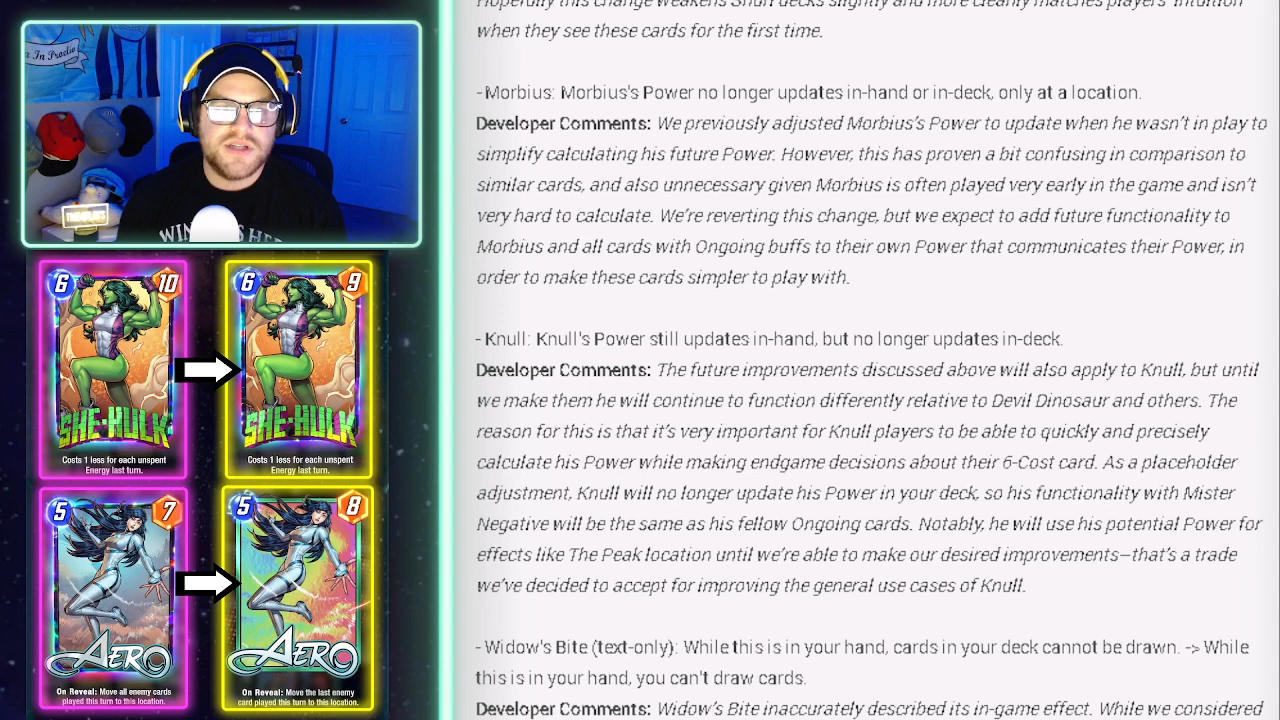 Hopefully this change weakens Shuri decks slightly and more cleanly matches players' intuition
when they see these cards for the first time.
- Morbius: Morbius's Power no longer updates in-hand or in-deck, only at a location.
Developer Comments: We previously adjusted Morbius's Power to update when he wasn't in play to
simplify calculating his future Power. However, this has proven a bit confusing in comparison to
similar cards, and also unnecessary given Morbius is often played very early in the game and isn't
very hard to calculate. We're reverting this change, but we expect to add future functionality to
Morbius and all cards with Ongoing buffs to their own Power that communicates their Power, in
order to make these cards simpler to play with.
- Knull: Knull's Power still updates in-hand, but no longer updates in-deck.
Developer Comments: The future improvements discussed above will also apply to Knull, but until
we make them he will continue to function differently relative to Devil Dinosaur and others. The
reason for this is that it's very important for Knull players to be able to quickly and precisely
calculate his Power while making endgame decisions about their 6-Cost card. As a placeholder
adjustment, Knull will no longer update his Power in your deck, so his functionality with Mister
Negative will be the same as his fellow Ongoing cards. Notably, he will use his potential Power for
effects like The Peak location until we're able to make our desired improvements—that's a trade
we've decided to accept for improving the general use cases of Knull.
- Widow's Bite (text-only): While this is in your hand, cards in your deck cannot be drawn. -> While
this is in your hand, you can't draw cards.
Developer Comments: Widow's Bite inaccurately described its in-game effect. While we considered
6 10
SHE-HULK
Costs 1 less for each unspent
Energy last turn.
6 9
SHE-HULK
Costs 1 less for each unspent
Energy last turn.
5 7
AERO
On Reveal: Move all enemy cards
played this turn to this location.
5 8
AERO
On Reveal: Move the last enemy
card played this turn to this location.